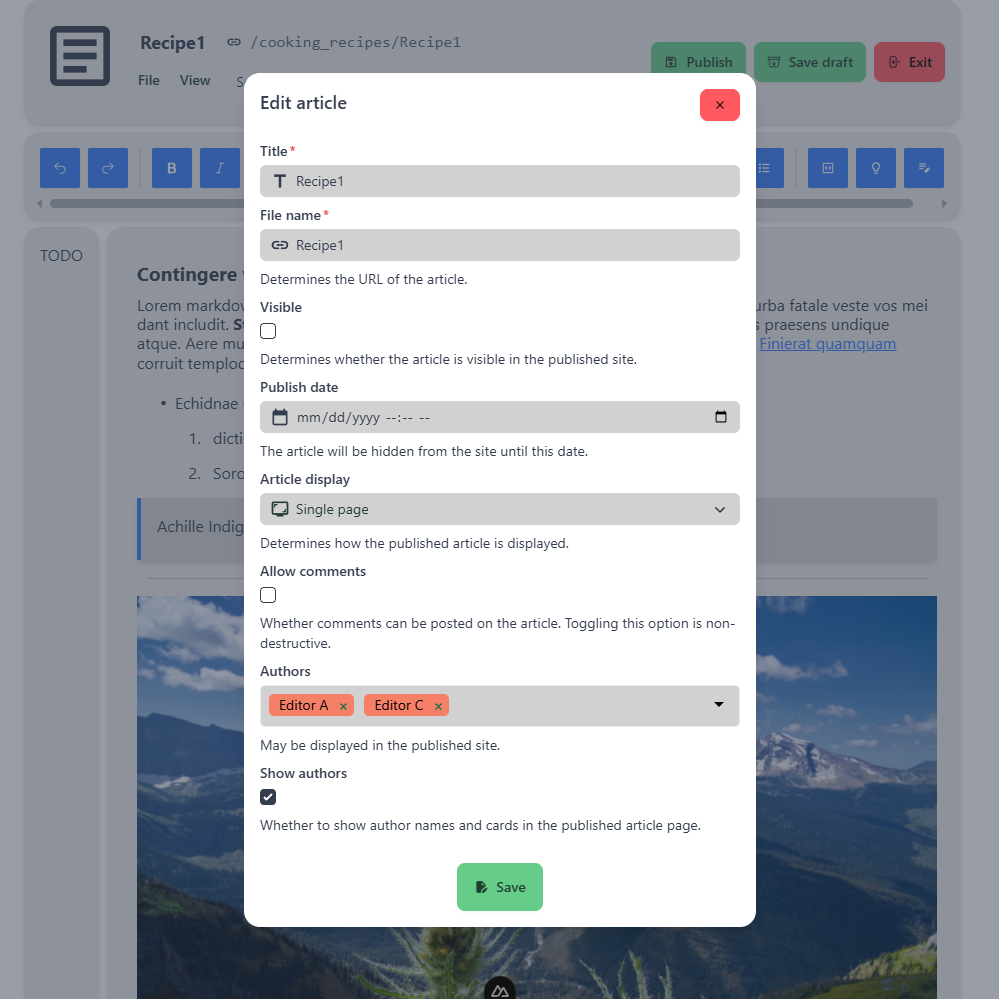 Recipe1 /cooking_recipes/Recipe1
File View
Publish Save draft Exit
Edit article
Title*
Recipe1
File name*
Recipe1
Determines the URL of the article.
Visible
Determines whether the article is visible in the published site.
Publish date
mm/dd/yyyy --:-- --
The article will be hidden from the site until this date.
Article display
Single page
Determines how the published article is displayed.
Allow comments
Whether comments can be posted on the article. Toggling this option is non-
destructive.
Authors
Editor A × Editor C ×
May be displayed in the published site.
Show authors
Whether to show author names and cards in the published article page.
Save
B I
TODO
Contingere
Lorem urba fatale veste vos mei
dant includit. praesens undique
atque. Aere Finierat quamquam
corruit
• Echidnae
1.
2.
Achille